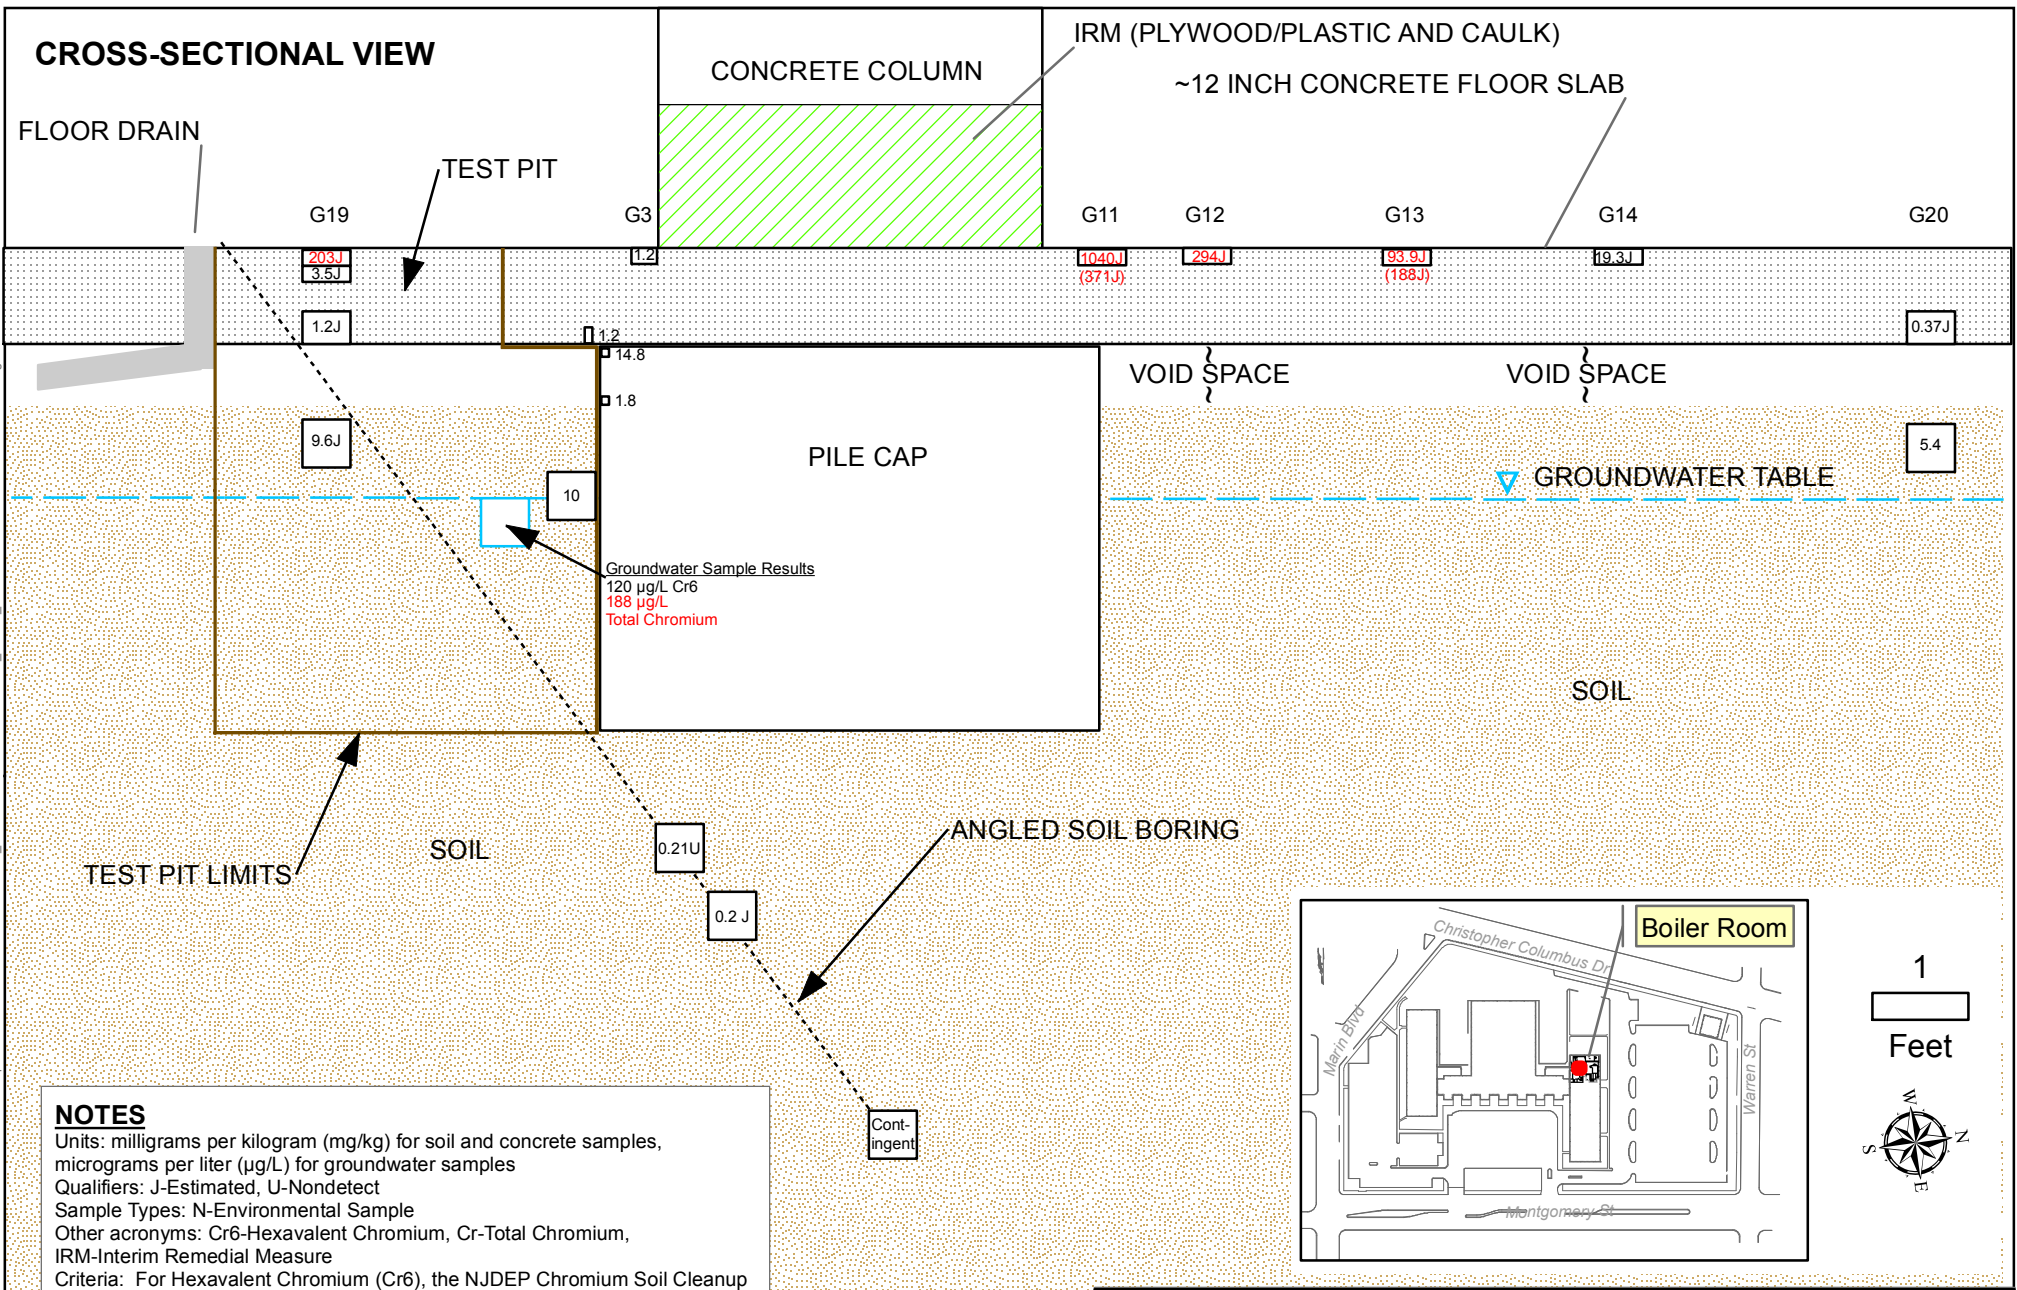 CROSS-SECTIONAL VIEW
CONCRETE COLUMN
IRM (PLYWOOD/PLASTIC AND CAULK)
~12 INCH CONCRETE FLOOR SLAB
FLOOR DRAIN
TEST PIT
G19
G3
G11
G12
G13
G14
G20
203J
3.5J
1.2J
1.2
1.2
14.8
1.8
1040J
(371J)
294J
93.9J
(188J)
19.3J
0.37J
VOID SPACE
VOID SPACE
9.6J
10
PILE CAP
5.4
GROUNDWATER TABLE
Groundwater Sample Results
120 µg/L Cr6
188 µg/L
Total Chromium
SOIL
SOIL
TEST PIT LIMITS
0.21U
0.2 J
ANGLED SOIL BORING
Cont-
ingent
Boiler Room
Christopher Columbus Dr
Marin Blvd
Warren St
Montgomery St
1
Feet
W
N
S
E
NOTES
Units: milligrams per kilogram (mg/kg) for soil and concrete samples,
micrograms per liter (µg/L) for groundwater samples
Qualifiers: J-Estimated, U-Nondetect
Sample Types: N-Environmental Sample
Other acronyms: Cr6-Hexavalent Chromium, Cr-Total Chromium,
IRM-Interim Remedial Measure
Criteria: For Hexavalent Chromium (Cr6), the NJDEP Chromium Soil Cleanup